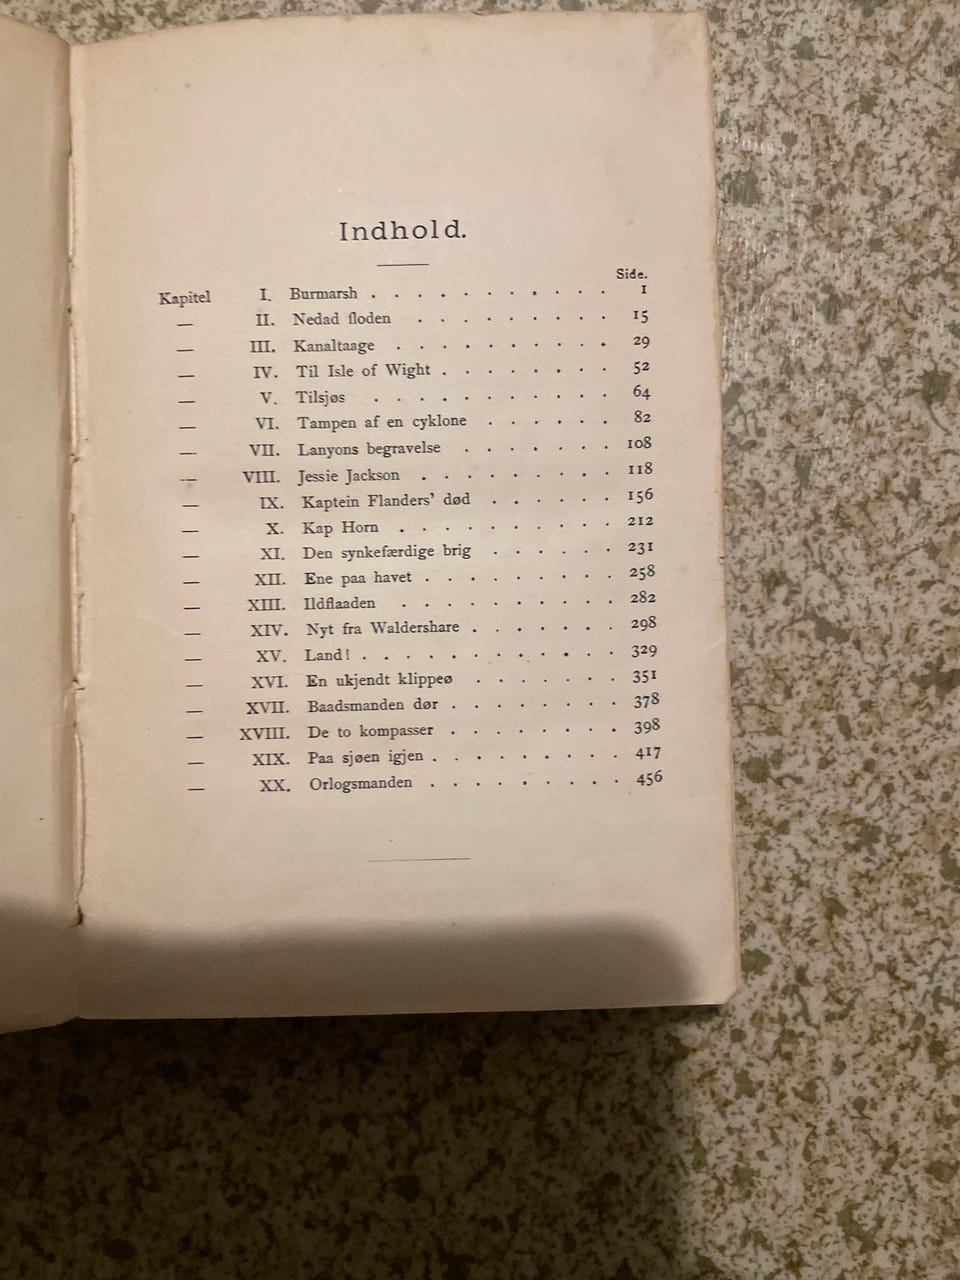 Indhold.
Side.
Kapitel I. Burmarsh . . . . . . . . . . . 1
— II. Nedad floden . . . . . . . . . 15
— III. Kanaltaage . . . . . . . . . . 29
— IV. Til Isle of Wight . . . . . . . . 52
— V. Tilsjøs . . . . . . . . . . . 64
— VI. Tampen af en cyklone . . . . . . 82
— VII. Lanyons begravelse . . . . . . . 108
— VIII. Jessie Jackson . . . . . . . . . 118
— IX. Kaptein Flanders’ død . . . . . . 156
— X. Kap Horn . . . . . . . . . . 212
— XI. Den synkefærdige brig . . . . . . 231
— XII. Ene paa havet . . . . . . . . . 258
— XIII. Ildflaaden . . . . . . . . . . 282
— XIV. Nyt fra Waldershare . . . . . . . 298
— XV. Land! . . . . . . . . . . . 329
— XVI. En ukjendt klippeø . . . . . . . 351
— XVII. Baadsmanden dør . . . . . . . . 378
— XVIII. De to kompasser . . . . . . . . 398
— XIX. Paa sjøen igjen . . . . . . . . 417
— XX. Orlogsmanden . . . . . . . . 456